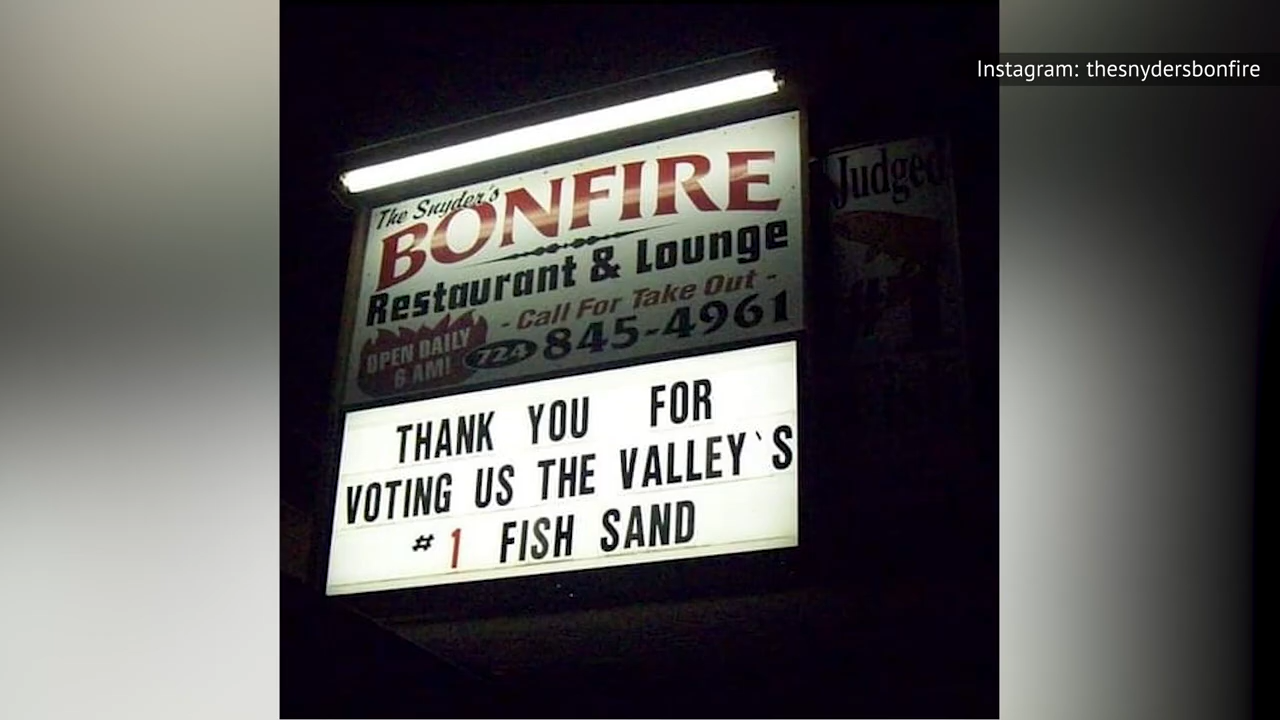 Instagram: thesnydersbonfire
The Snyder's
BONFIRE
Restaurant & Lounge
- Call For Take Out -
OPEN DAILY
6 AM!
724 845-4961
Judged
#1
THANK YOU FOR
VOTING US THE VALLEY`S
#1 FISH SAND